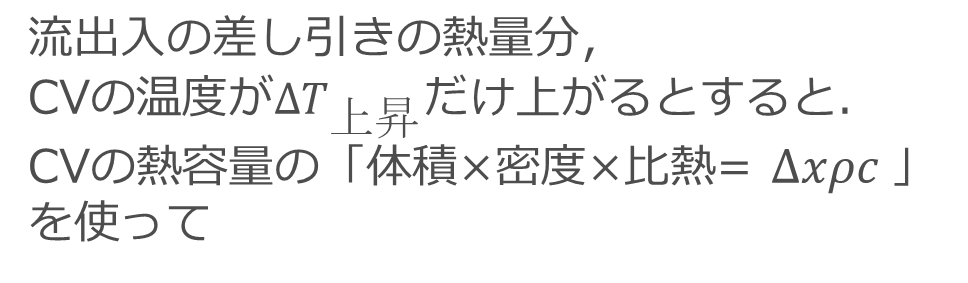 流出入の差し引きの熱量分,
CVの温度がΔT上昇だけ上がるとすると.
CVの熱容量の「体積×密度×比熱= Δxρc 」
を使って